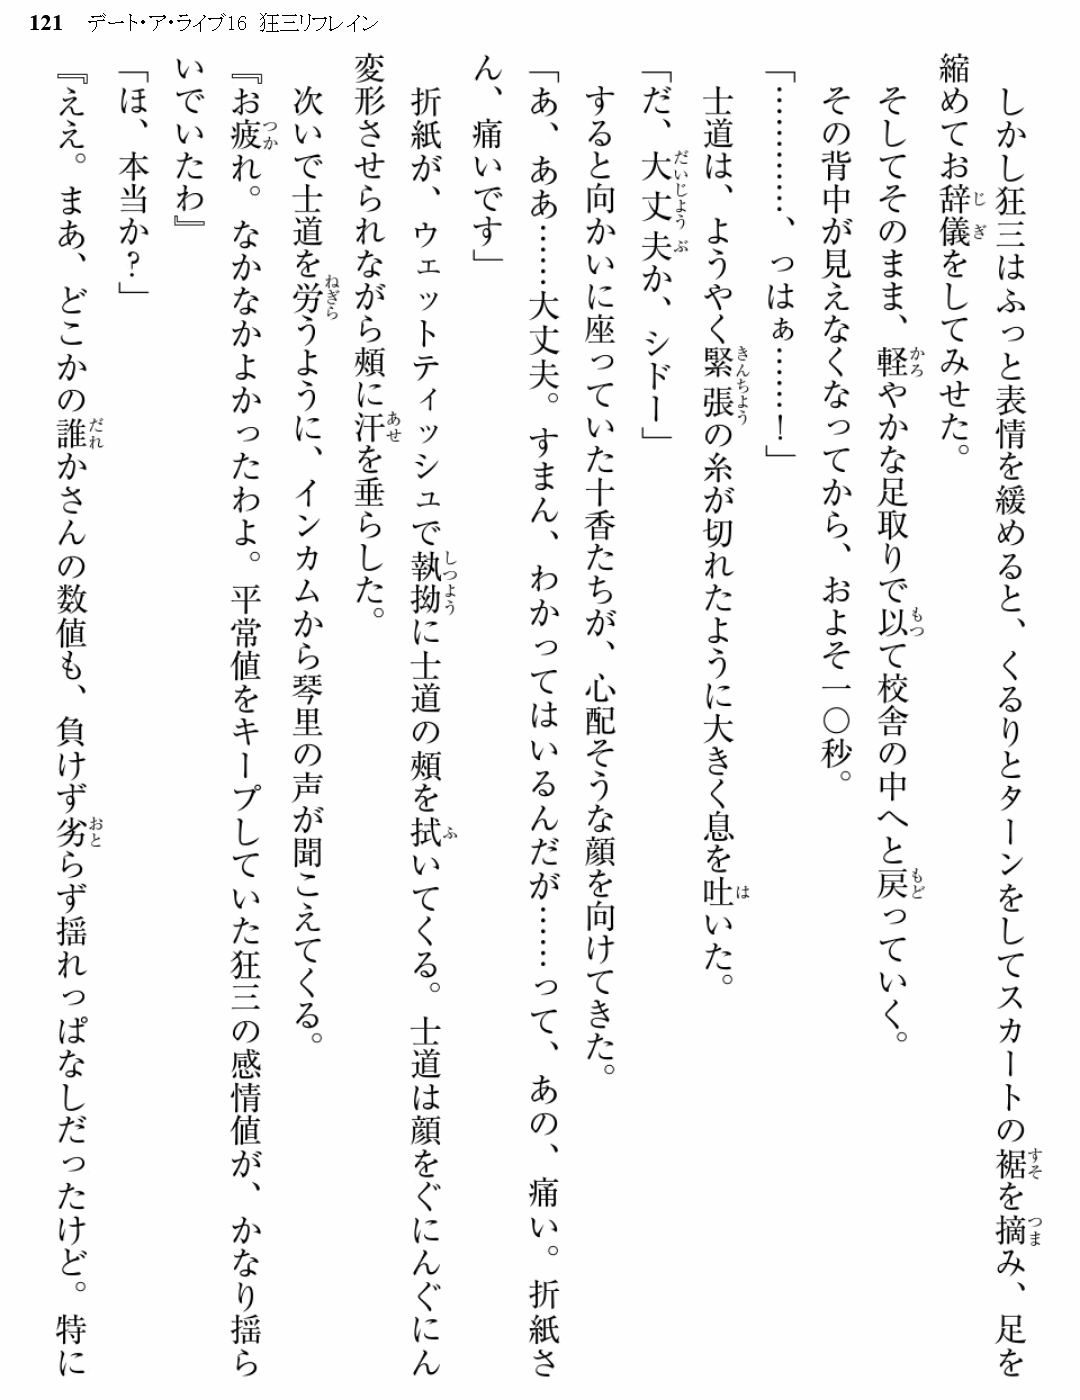 121 デート・ア・ライブ16 狂三リフレイン
しかし狂三はふっと表情を緩めると、くるりとターンをしてスカートの裾を摘み、足を
縮めてお辞儀をしてみせた。
そしてそのまま、軽やかな足取りで以て校舎の中へと戻っていく。
その背中が見えなくなってから、およそ一〇秒。
「…………、っはぁ……！」
士道は、ようやく緊張の糸が切れたように大きく息を吐いた。
「だ、大丈夫か、シドー」
すると向かいに座っていた十香たちが、心配そうな顔を向けてきた。
「あ、ああ……大丈夫。すまん、わかってはいるんだが……って、あの、痛い。折紙さ
ん、痛いです」
折紙が、ウェットティッシュで執拗に士道の頰を拭いてくる。士道は顔をぐにんぐにん
変形させられながら頰に汗を垂らした。
次いで士道を労うように、インカムから琴里の声が聞こえてくる。
『お疲れ。なかなかよかったわよ。平常値をキープしていた狂三の感情値が、かなり揺ら
いでいたわ』
「ほ、本当か？」
『ええ。まあ、どこかの誰かさんの数値も、負けず劣らず揺れっぱなしだったけど。特に